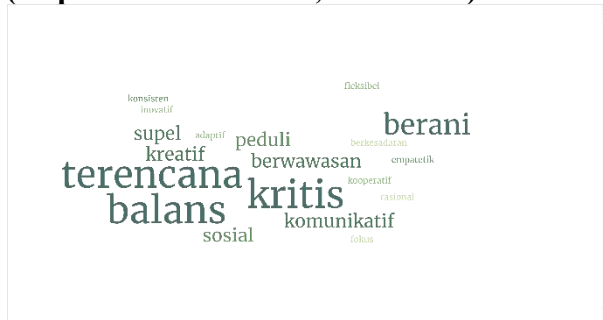 fleksibel
konsisten
inovatif
berani
supel
adaptif
peduli
berkesadaran
kreatif
berwawasan
empatetik
terencana
kritis
kooperatif
rasional
balans
komunikatif
sosial
fokus